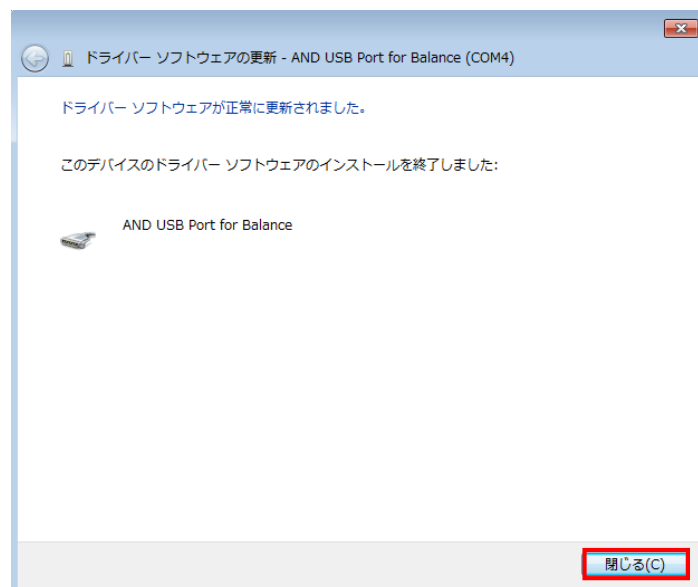 ドライバー ソフトウェアの更新 - AND USB Port for Balance (COM4)
ドライバー ソフトウェアが正常に更新されました。
このデバイスのドライバー ソフトウェアのインストールを終了しました:
AND USB Port for Balance
閉じる(C)